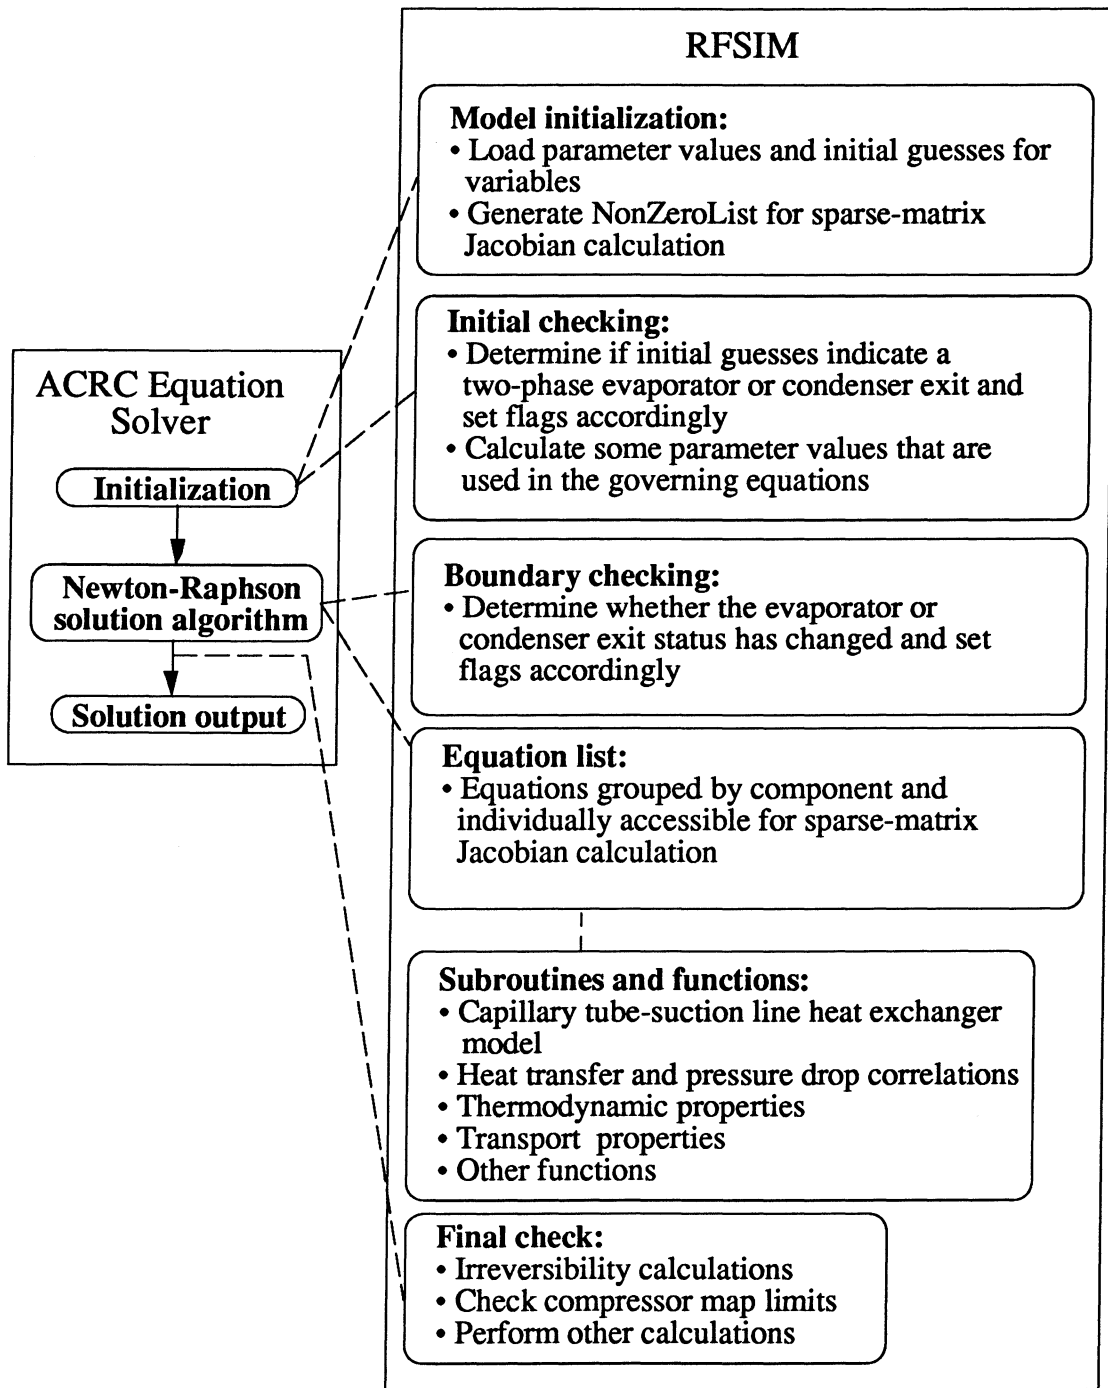 RFSIM
Model initialization:
• Load parameter values and initial guesses for
variables
• Generate NonZeroList for sparse-matrix
Jacobian calculation
Initial checking:
• Determine if initial guesses indicate a
two-phase evaporator or condenser exit and
set flags accordingly
• Calculate some parameter values that are
used in the governing equations
ACRC Equation
Solver
Initialization
Newton-Raphson
solution algorithm
Solution output
Boundary checking:
• Determine whether the evaporator or
condenser exit status has changed and set
flags accordingly
Equation list:
• Equations grouped by component and
individually accessible for sparse-matrix
Jacobian calculation
Subroutines and functions:
• Capillary tube-suction line heat exchanger
model
• Heat transfer and pressure drop correlations
• Thermodynamic properties
• Transport properties
• Other functions
Final check:
• Irreversibility calculations
• Check compressor map limits
• Perform other calculations